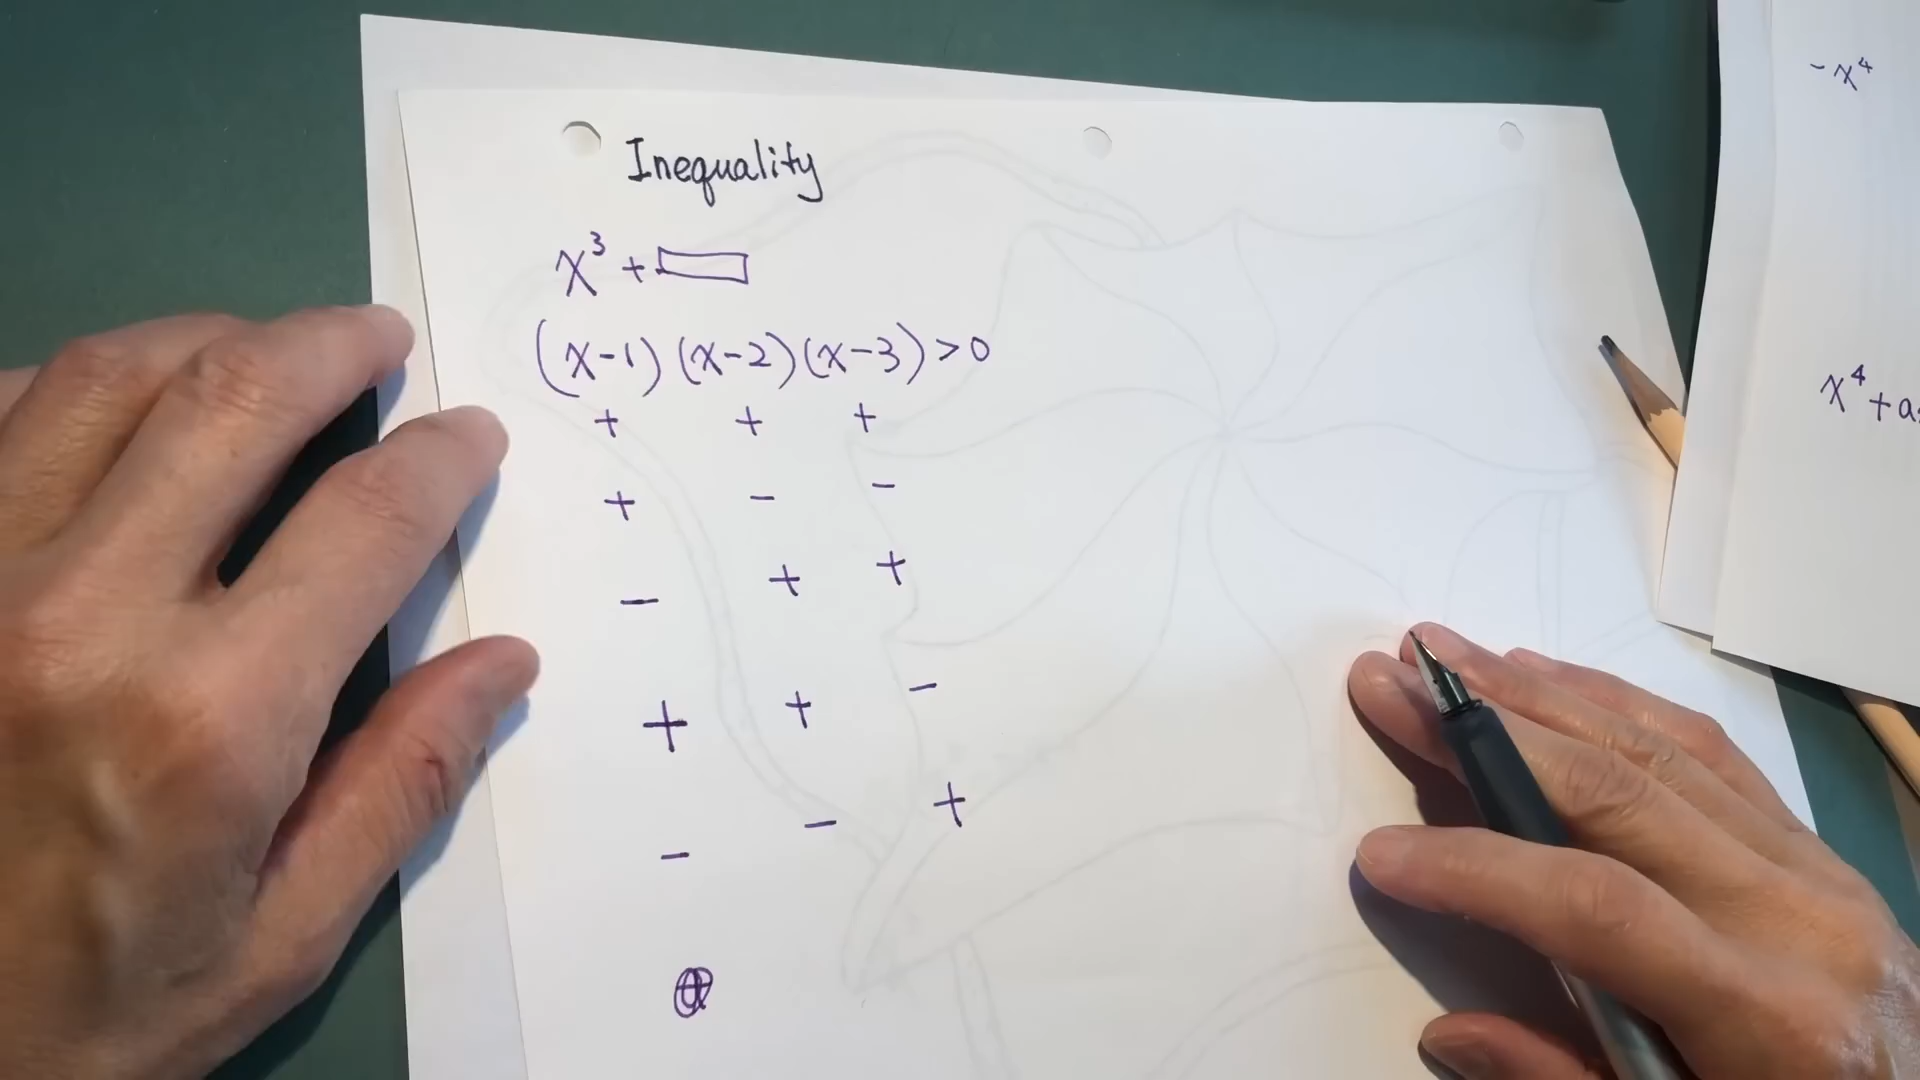 Inequality
x³ +
(x-1)(x-2)(x-3)>0
+ + +
+ - -
- + +
+ + -
- - +
-x⁴
x⁴+a